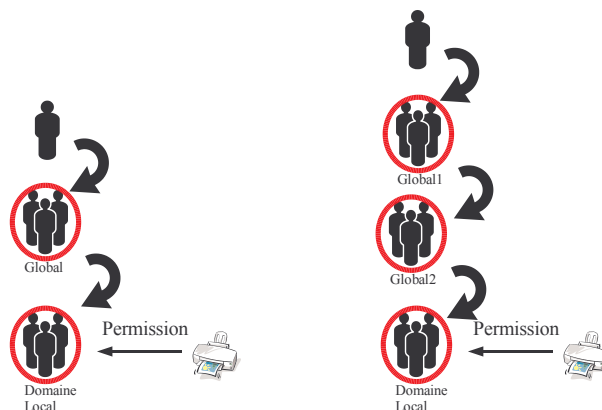 Global
Permission
Domaine
Local
Global1
Global2
Permission
Domaine
Local